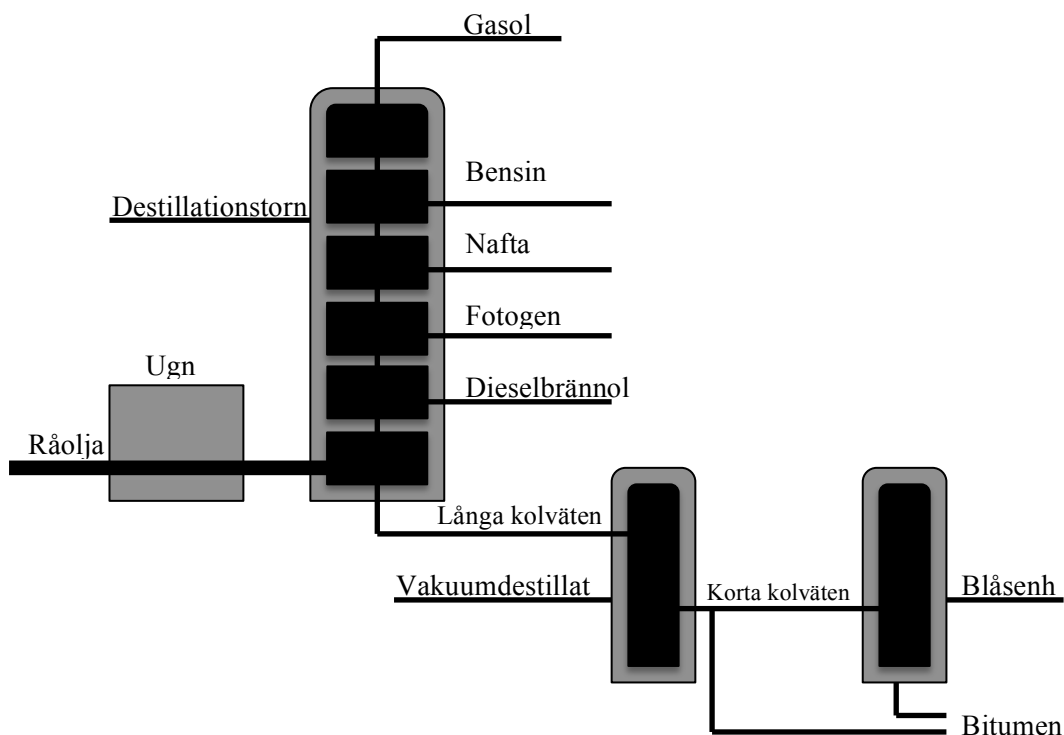 Gasol
Bensin
Destillationstorn
Nafta
Fotogen
Ugn
Dieselbrännol
Råolja
Långa kolväten
Vakuumdestillat
Korta kolväten
Blåsenh
Bitumen